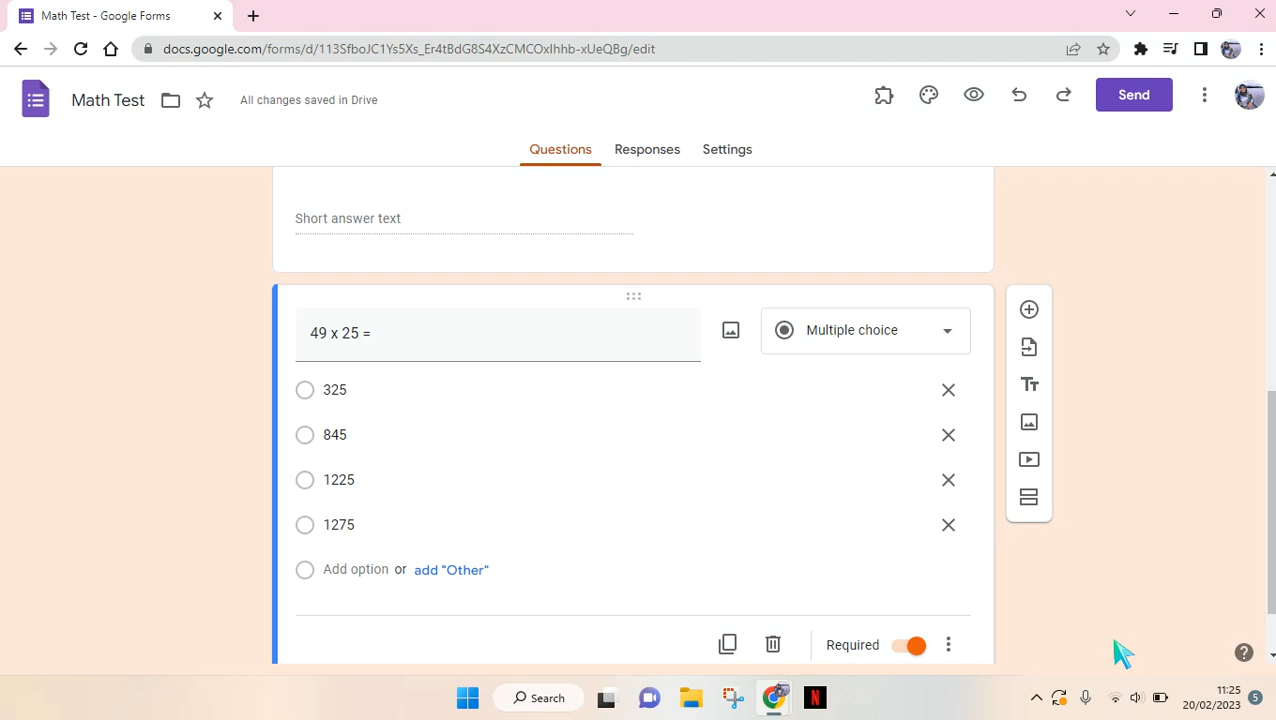 Math Test - Google Forms
docs.google.com/forms/d/113SfboJC1Ys5Xs_Er4tBdG8S4XzCMCOxIhhb-xUeQBg/edit
Math Test
All changes saved in Drive
Send
Questions
Responses
Settings
Short answer text
49 x 25 =
Multiple choice
325
845
1225
1275
Add option or add "Other"
Required
Search
11:25
20/02/2023
5